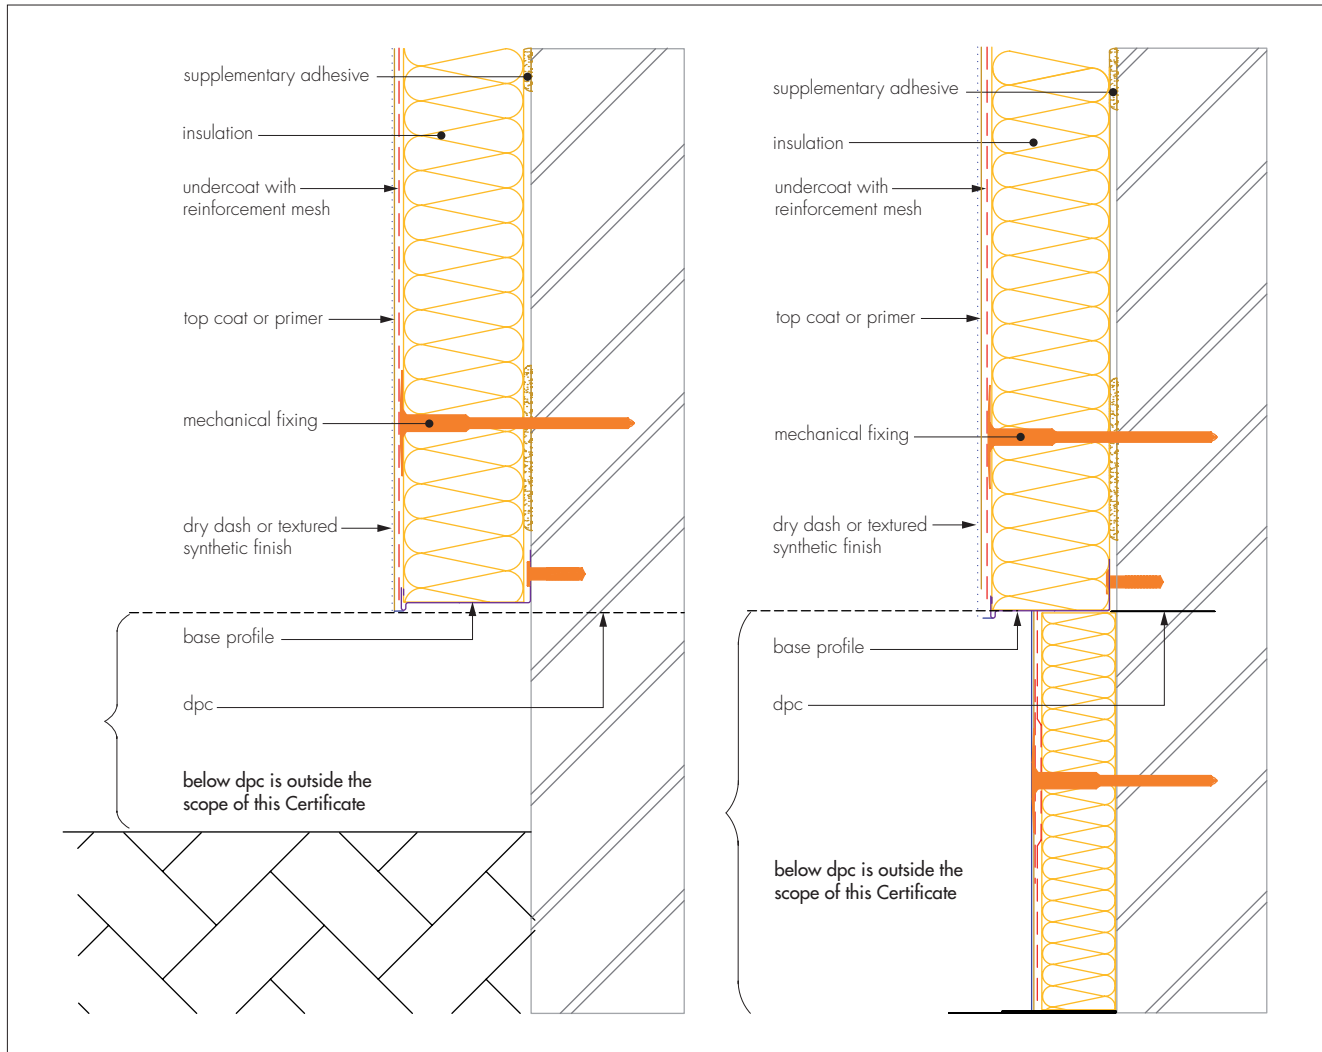 supplementary adhesive
insulation
undercoat with
reinforcement mesh
top coat or primer
mechanical fixing
dry dash or textured
synthetic finish
base profile
dpc
below dpc is outside the
scope of this Certificate
supplementary adhesive
insulation
undercoat with
reinforcement mesh
top coat or primer
mechanical fixing
dry dash or textured
synthetic finish
base profile
dpc
below dpc is outside the
scope of this Certificate